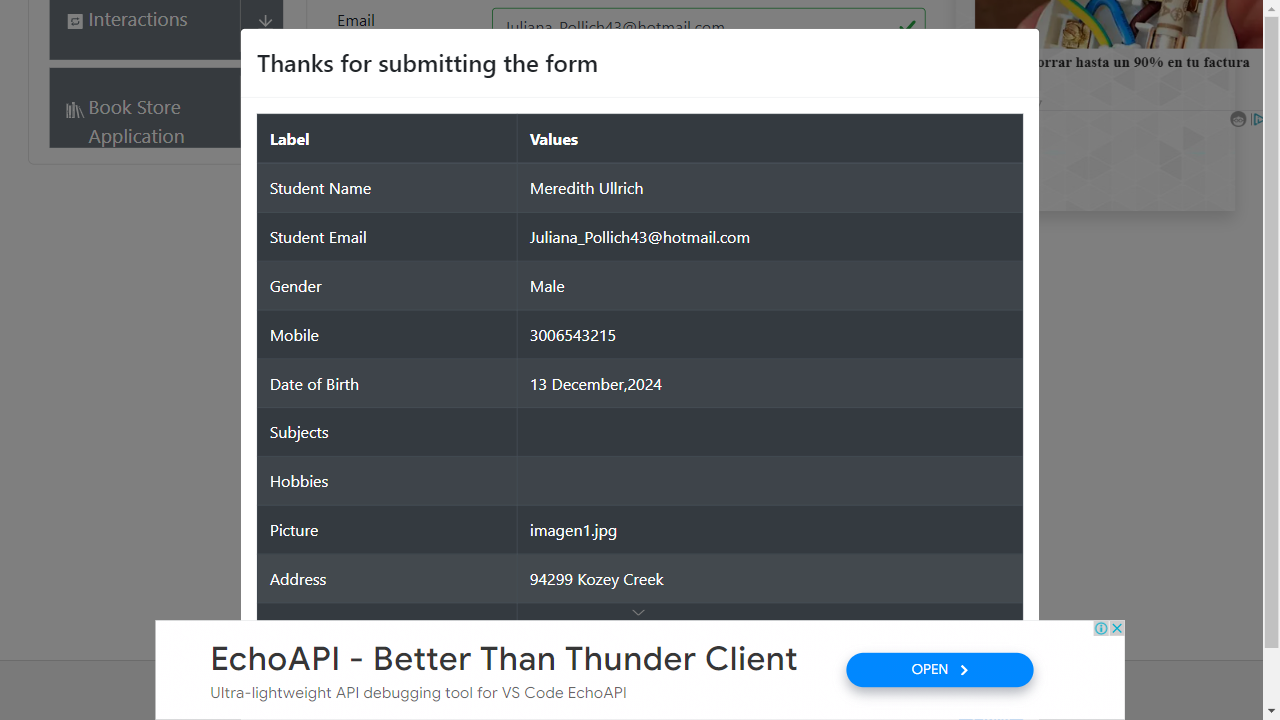 Interactions
Email
Juliana_Pollich43@hotmail.com
Thanks for submitting the form
orrar hasta un 90% en tu factura
Book Store
Application
Label Values
Student Name Meredith Ullrich
Student Email Juliana_Pollich43@hotmail.com
Gender Male
Mobile 3006543215
Date of Birth 13 December,2024
Subjects
Hobbies
Picture imagen1.jpg
Address 94299 Kozey Creek
EchoAPI - Better Than Thunder Client
Ultra-lightweight API debugging tool for VS Code EchoAPI
OPEN